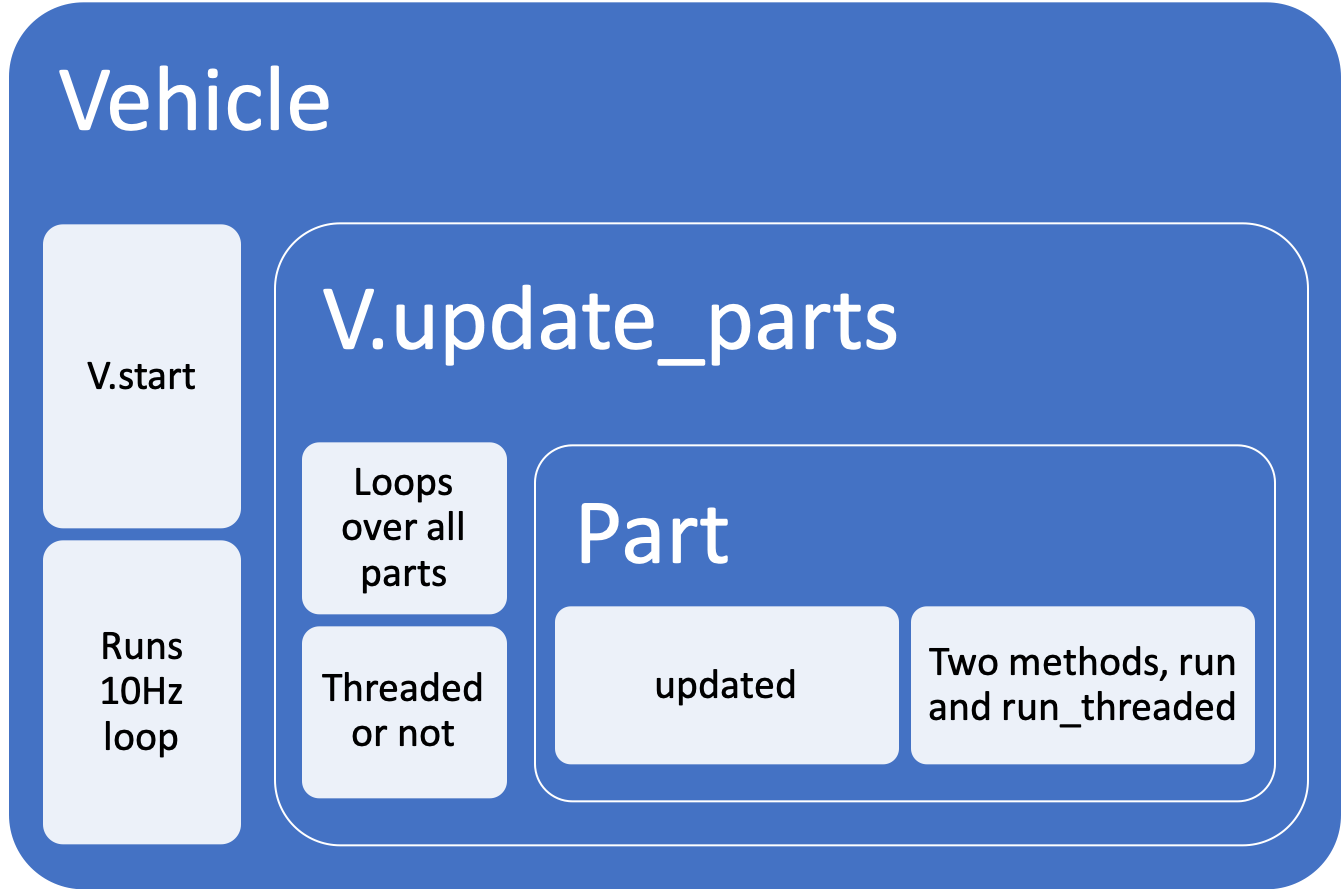 Vehicle
V.start
Runs
10Hz
loop
V.update_parts
Loops
over all
parts
Threaded
or not
Part
updated
Two methods, run
and run_threaded